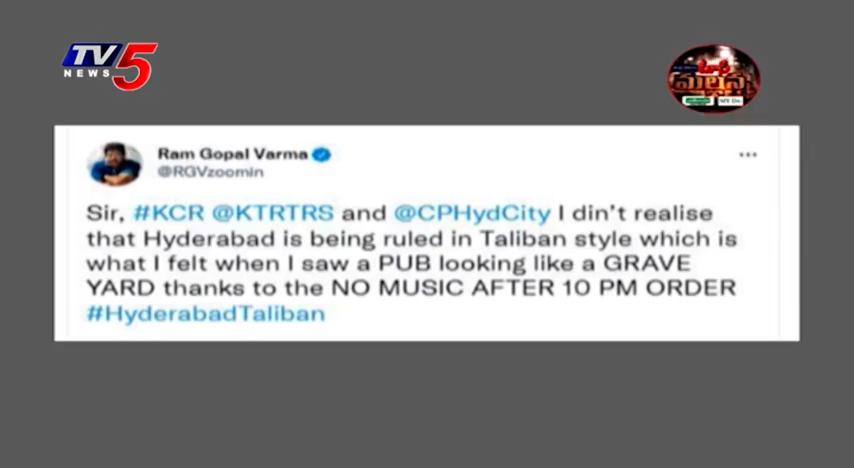 TV5
NEWS
మల్లన్న
Ram Gopal Varma
@RGVzoomin
Sir, #KCR @KTRTRS and @CPHydCity I din't realise
that Hyderabad is being ruled in Taliban style which is
what I felt when I saw a PUB looking like a GRAVE
YARD thanks to the NO MUSIC AFTER 10 PM ORDER
#HyderabadTaliban